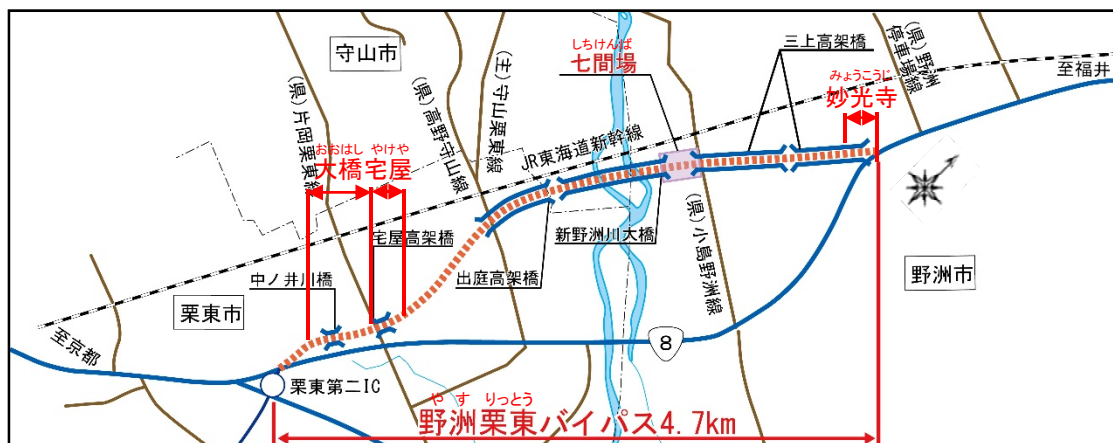 守山市
(県)片岡栗東線
(県)高野守山線
(主)守山栗東線
しちけんば
七間場
三上高架橋
(県)野洲
停車場線
至福井
みょうこうじ
妙光寺
JR東海道新幹線
おおはし やけや
大橋宅屋
宅屋高架橋
中ノ井川橋
出庭高架橋
新野洲川大橋
(県)小島野洲線
野洲市
栗東市
至京都
8
栗東第二IC
や す りっとう
野洲栗東バイパス4.7km